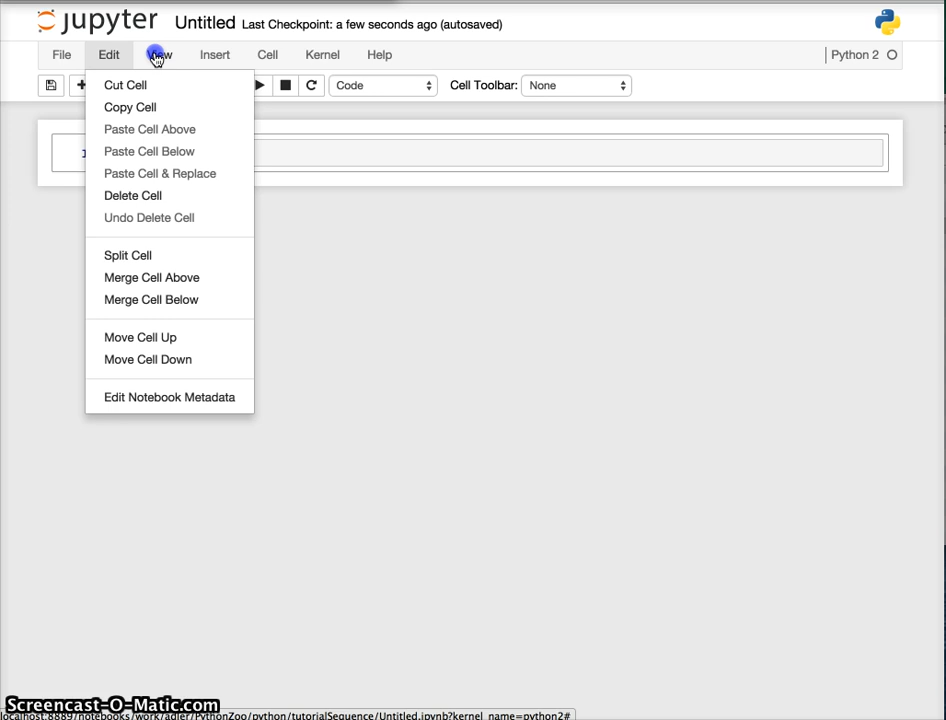 jupyter Untitled Last Checkpoint: a few seconds ago (autosaved)
File Edit View Insert Cell Kernel Help Python 2
Code Cell Toolbar: None
Cut Cell
Copy Cell
Paste Cell Above
Paste Cell Below
Paste Cell & Replace
Delete Cell
Undo Delete Cell
Split Cell
Merge Cell Above
Merge Cell Below
Move Cell Up
Move Cell Down
Edit Notebook Metadata
Screencast-O-Matic.com
localhost:8889/notebooks/work/adler/PythonZoo/python/tutorialSequence/Untitled.ipynb?kernel_name=python2#